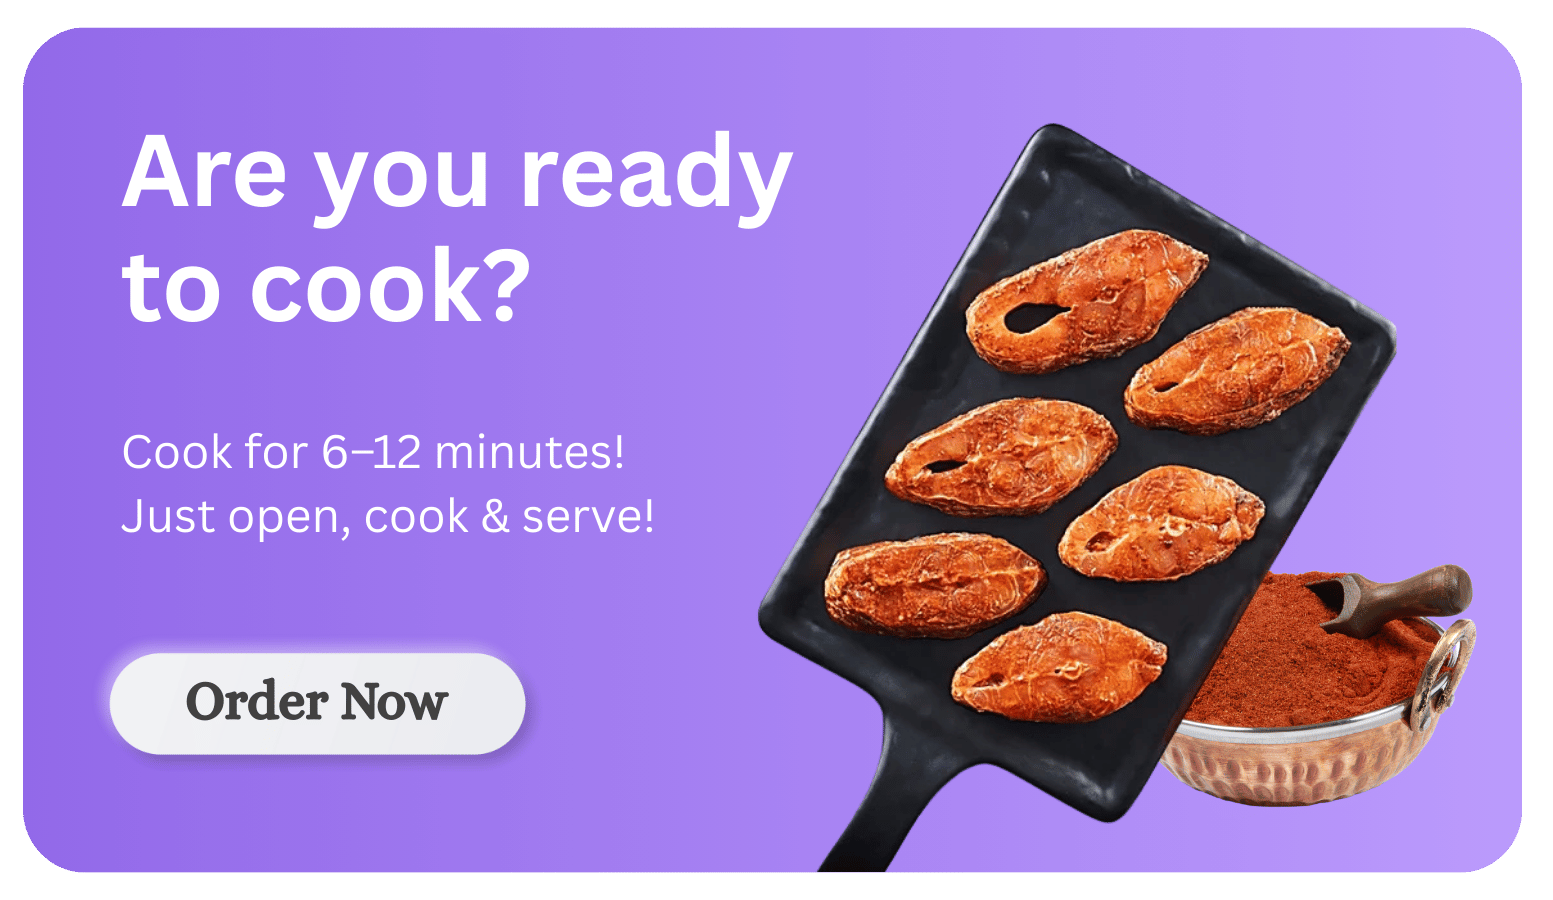 Are you ready
to cook?
Cook for 6–12 minutes!
Just open, cook & serve!
Order Now